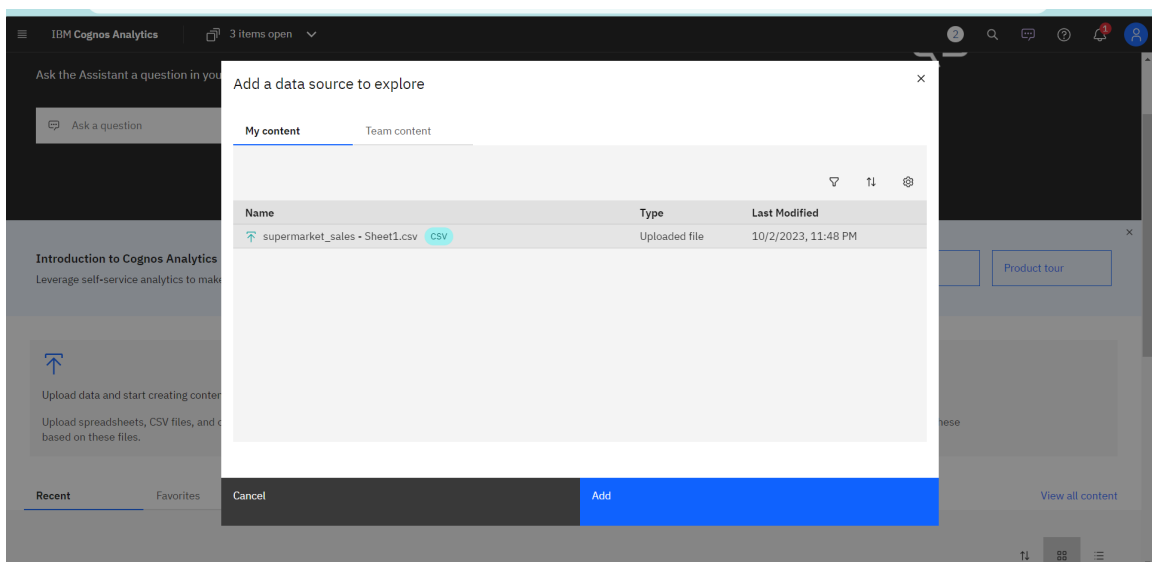 IBM Cognos Analytics
3 items open
2
1
Ask the Assistant a question in you
Ask a question
Add a data source to explore
My content
Team content
Name
Type
Last Modified
supermarket_sales - Sheet1.csv CSV
Uploaded file
10/2/2023, 11:48 PM
Introduction to Cognos Analytics
Leverage self-service analytics to make
Product tour
Upload data and start creating conten
Upload spreadsheets, CSV files, and
based on these files.
hese
Cancel
Add
Recent
Favorites
View all content